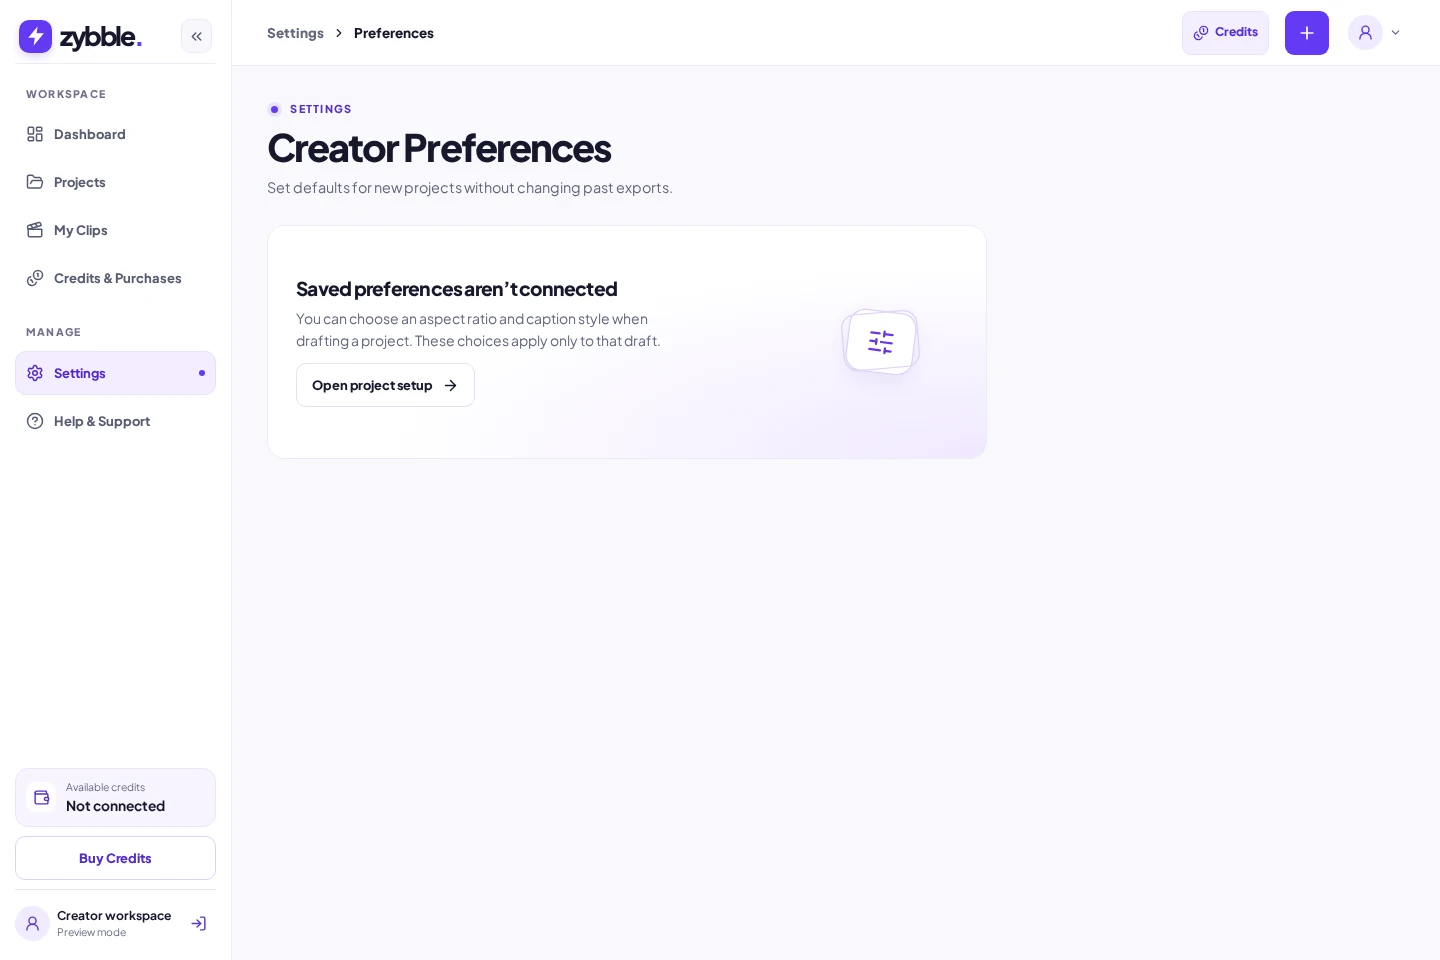 zybble.
WORKSPACE
Dashboard
Projects
My Clips
Credits & Purchases
MANAGE
Settings
Help & Support
Available credits
Not connected
Buy Credits
Creator workspace
Preview mode
Settings > Preferences
Credits
SETTINGS
Creator Preferences
Set defaults for new projects without changing past exports.
Saved preferences aren’t connected
You can choose an aspect ratio and caption style when
drafting a project. These choices apply only to that draft.
Open project setup